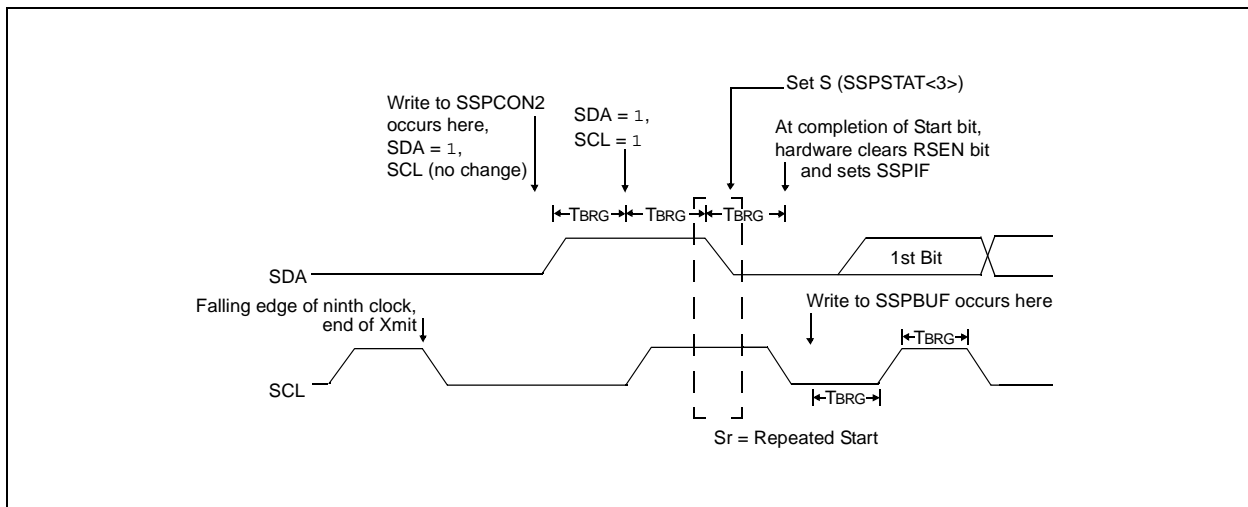 Set S (SSPSTAT<3>)
Write to SSPCON2
occurs here,
SDA = 1,
SCL (no change)
SDA = 1,
SCL = 1
At completion of Start bit,
hardware clears RSEN bit
and sets SSPIF
TBRG
TBRG
TBRG
SDA
1st Bit
Falling edge of ninth clock,
end of Xmit
Write to SSPBUF occurs here
TBRG
SCL
TBRG
Sr = Repeated Start